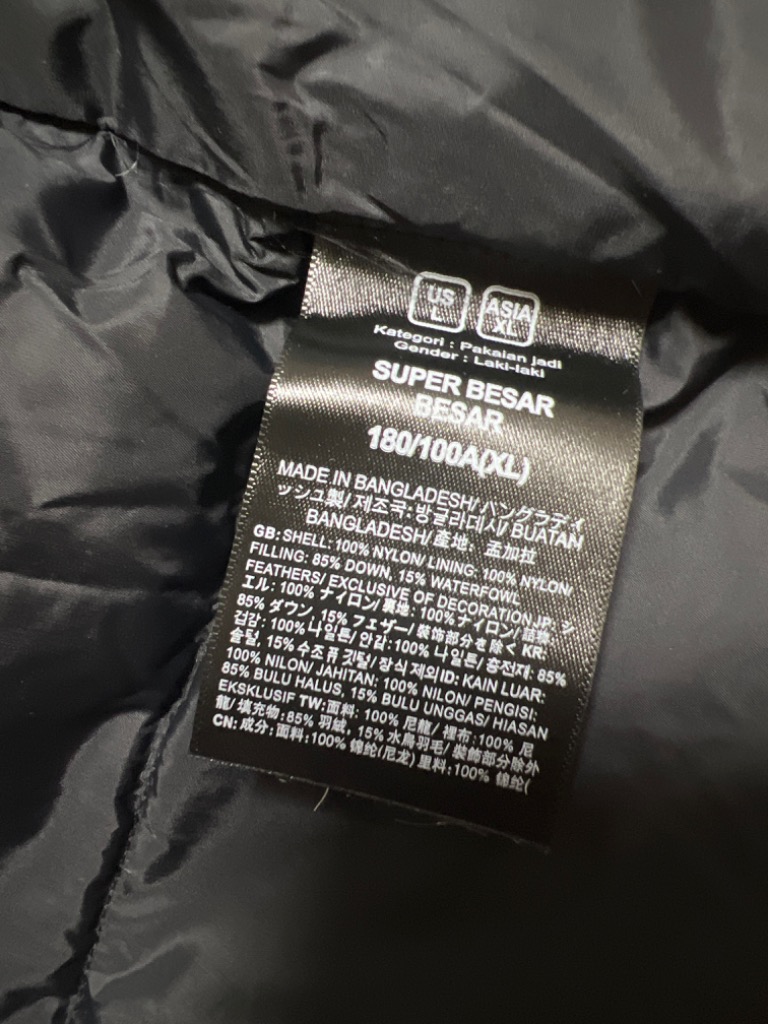 US
L
ASIA
XL
Kategori : Pakaian jadi
Gender : Laki-laki
SUPER BESAR
BESAR
180/100A(XL)
MADE IN BANGLADESH/ バングラディ
ッシュ製/ 제조국: 방글라데시/ BUATAN
BANGLADESH/ 產地: 孟加拉
GB: SHELL: 100% NYLON/ LINING: 100% NYLON/
FILLING: 85% DOWN, 15% WATERFOWL
FEATHERS/ EXCLUSIVE OF DECORATION JP: シ
エル: 100% ナイロン/ 裏地: 100% ナイロン/ 詰物:
85% ダウン, 15% フェザー/ 装飾部分を除く KR:
겉감: 100% 나일론/ 안감: 100% 나일론/ 충전재: 85%
솜털, 15% 수조류 깃털/ 장식 제외 ID: KAIN LUAR:
100% NILON/ JAHITAN: 100% NILON/ PENGISI:
85% BULU HALUS, 15% BULU UNGGAS/ HIASAN
EKSKLUSIF TW: 面料: 100% 尼龍/ 裡布: 100% 尼
龍/ 填充物: 85% 羽絨, 15% 水鳥羽毛/ 裝飾部分除外
CN: 成分: 面料: 100% 锦纶(尼龙) 里料: 100% 锦纶(